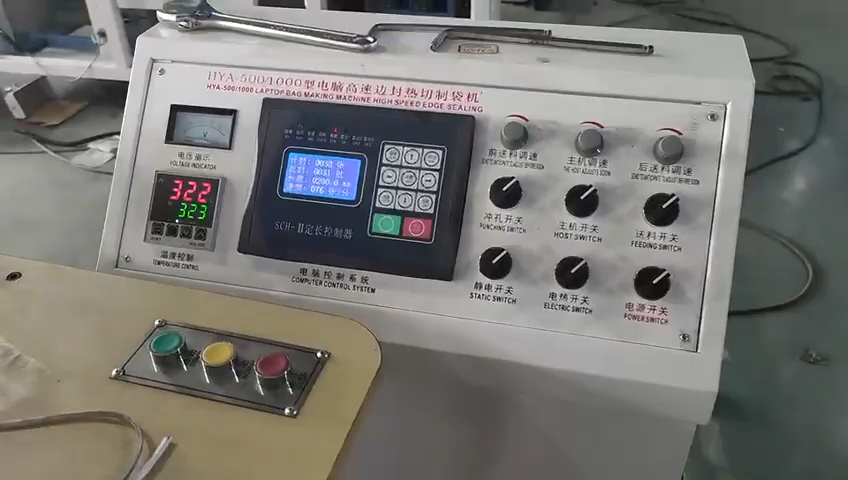 HYA-500/1000型电脑高速边封热切制袋机
HYA-500/1000 LAPTOP BAG MAKING MACHINE HIGH SPEED EDGE SEALING
电压指示
VOLTAGE INDICATOR
322
323
温度控制
TEMPERATURE CONTROL
SCH-II定长控制器
电脑控制系统
COMPUTER CONTROL SYSTEM
前送料调速
主机调速
THE HOST ADJUSTS SOON
后送料调速
冲孔开关
PUNCHING SWITCH
主机开关
HOST SWITCH
送料开关
FEEDING SWITCH
静电开关
STATIC SWITCH
电热开关
ELECTRIC SWITCH
电源开关
POWER SWITCH